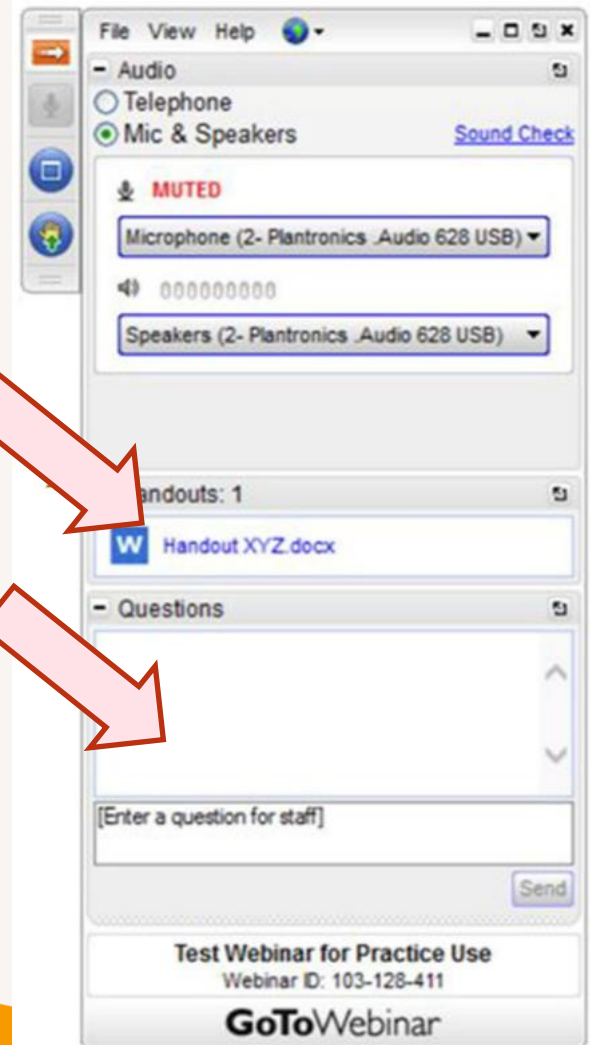 File View Help
- Audio
Telephone
Mic & Speakers Sound Check
MUTED
Microphone (2- Plantronics .Audio 628 USB)
000000000
Speakers (2- Plantronics .Audio 628 USB)
andouts: 1
W Handout XYZ.docx
- Questions
[Enter a question for staff]
Send
Test Webinar for Practice Use
Webinar ID: 103-128-411
GoToWebinar